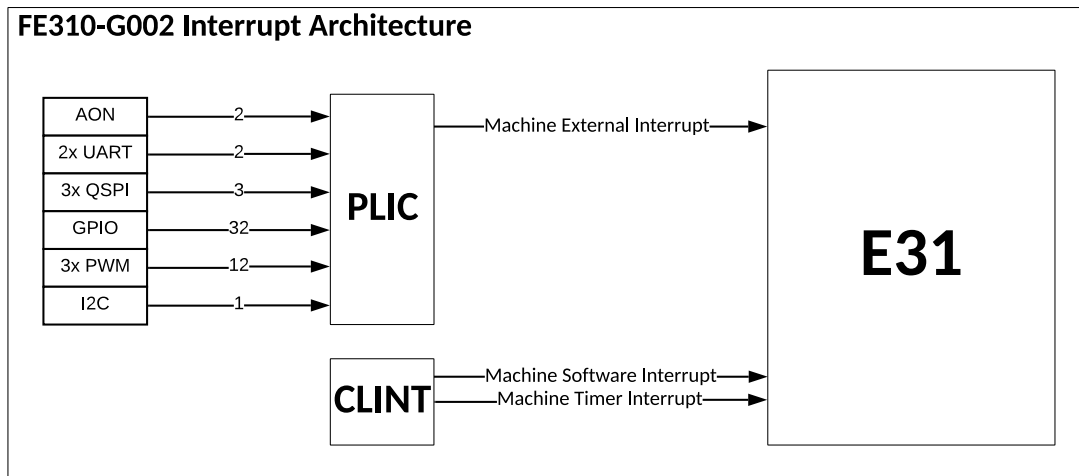 FE310-G002 Interrupt Architecture
AON
2
2x UART
2
3x QSPI
3
GPIO
32
3x PWM
12
I2C
1
PLIC
Machine External Interrupt
E31
CLINT
Machine Software Interrupt
Machine Timer Interrupt